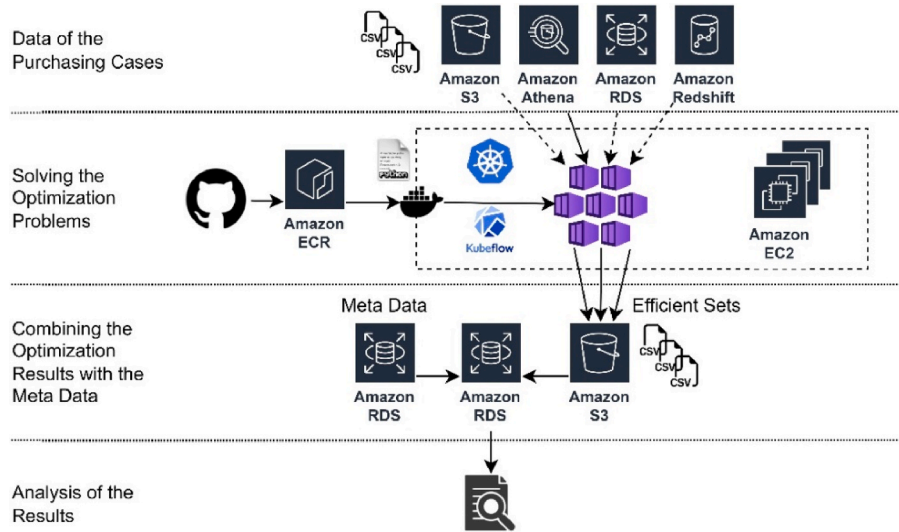 Data of the
Purchasing Cases
CSV
CSV
CSV
Amazon
S3
Amazon
Athena
Amazon
RDS
Amazon
Redshift
Solving the
Optimization
Problems
Amazon
ECR
Python
Kubeflow
Amazon
EC2
Combining the
Optimization
Results with the
Meta Data
Meta Data
Efficient Sets
Amazon
RDS
Amazon
RDS
Amazon
S3
CSV
CSV
CSV
Analysis of the
Results